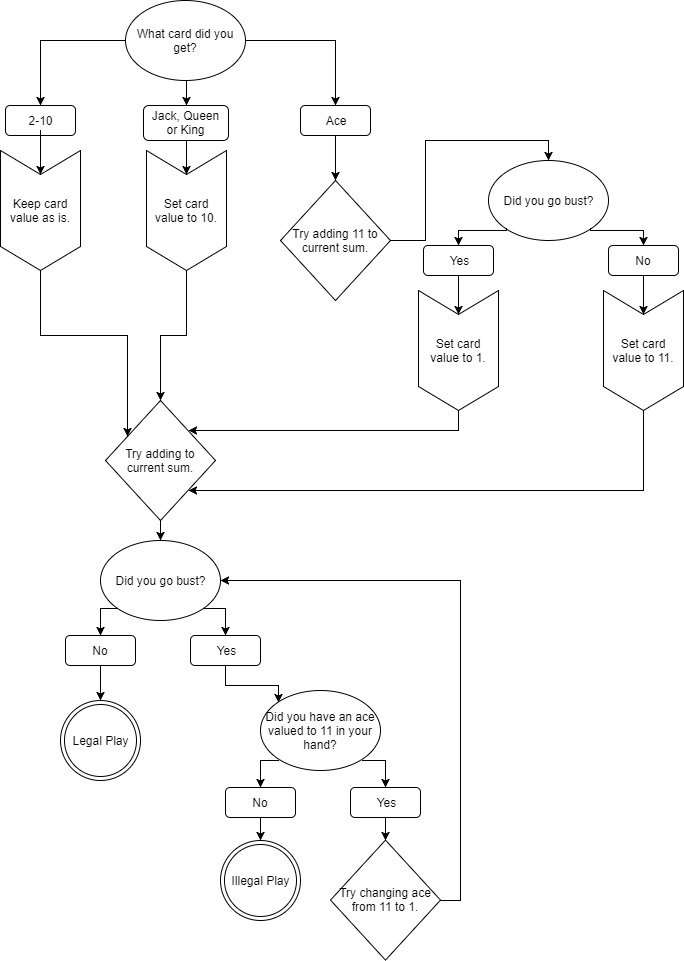 What card did you
get?
2-10
Jack, Queen
or King
Ace
Keep card
value as is.
Set card
value to 10.
Try adding 11 to
current sum.
Did you go bust?
Yes
No
Set card
value to 1.
Set card
value to 11.
Try adding to
current sum.
Did you go bust?
No
Yes
Legal Play
Did you have an ace
valued to 11 in your
hand?
No
Yes
Illegal Play
Try changing ace
from 11 to 1.